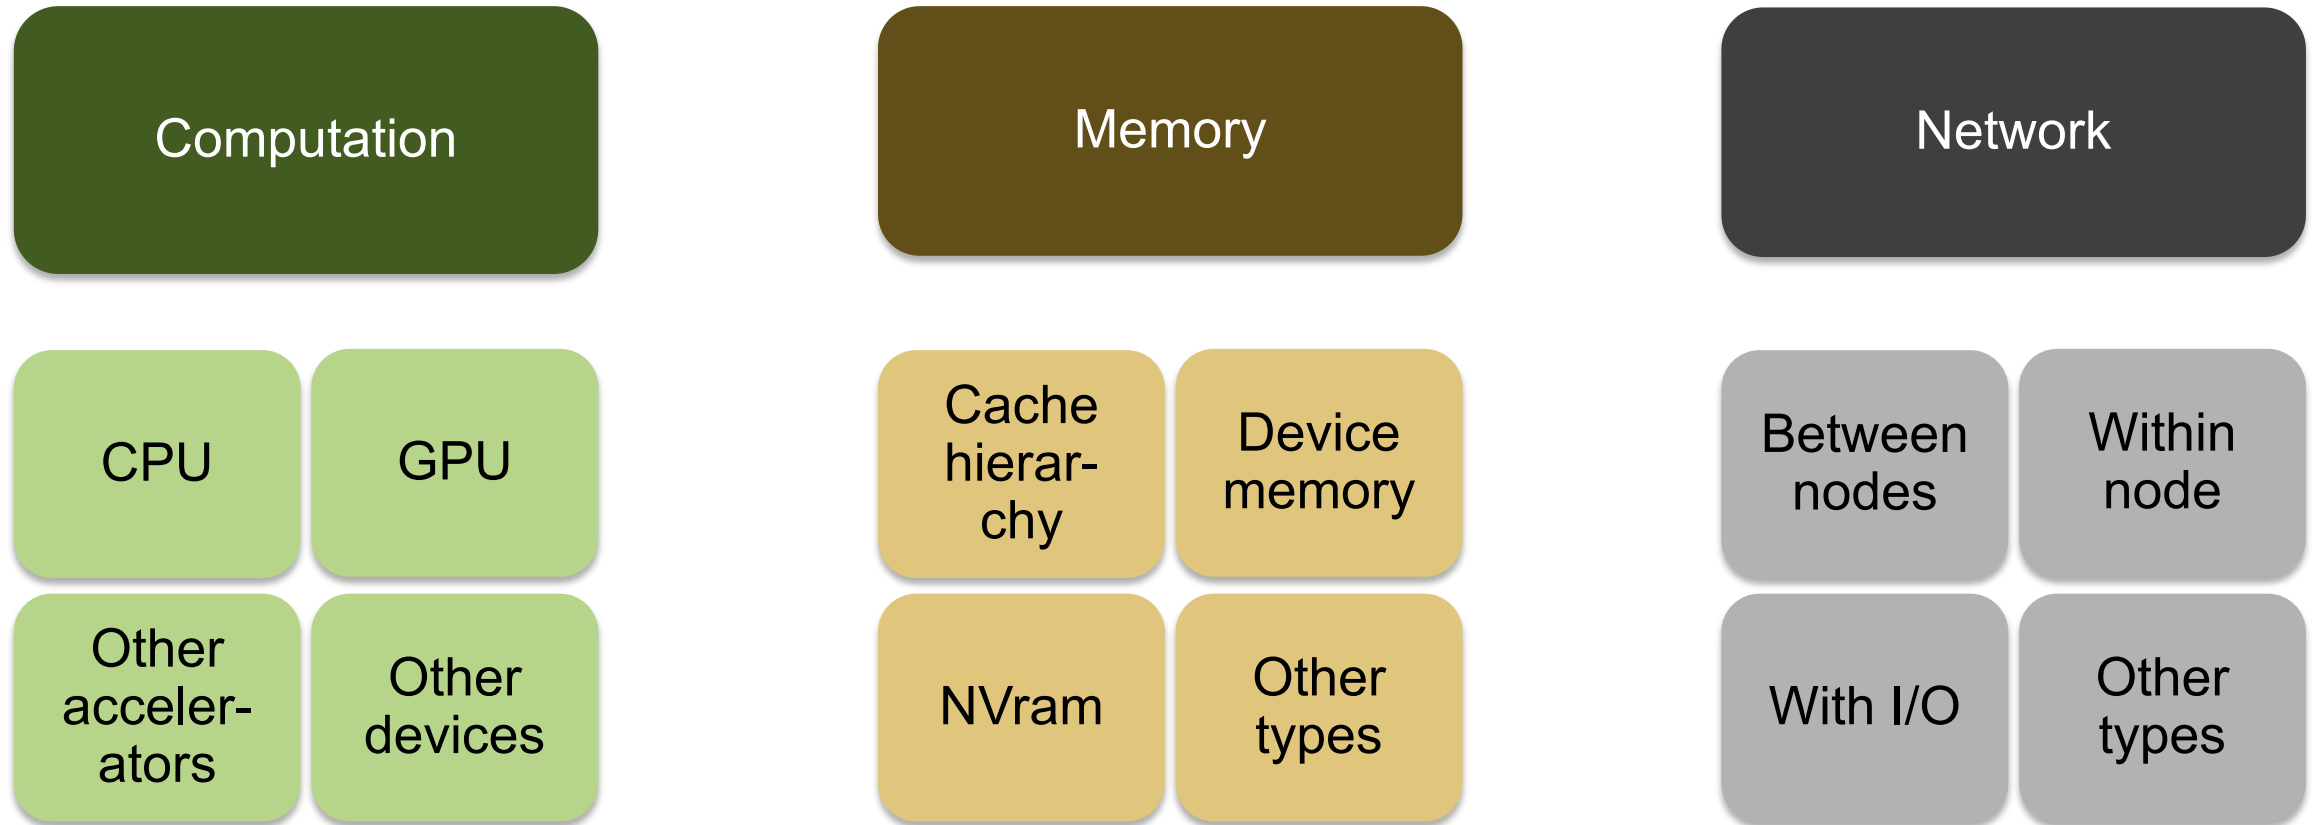 Computation
Memory
Network
CPU
GPU
Cache
hierar-
chy
Device
memory
Between
nodes
Within
node
Other
acceler-
ators
Other
devices
NVram
Other
types
With I/O
Other
types